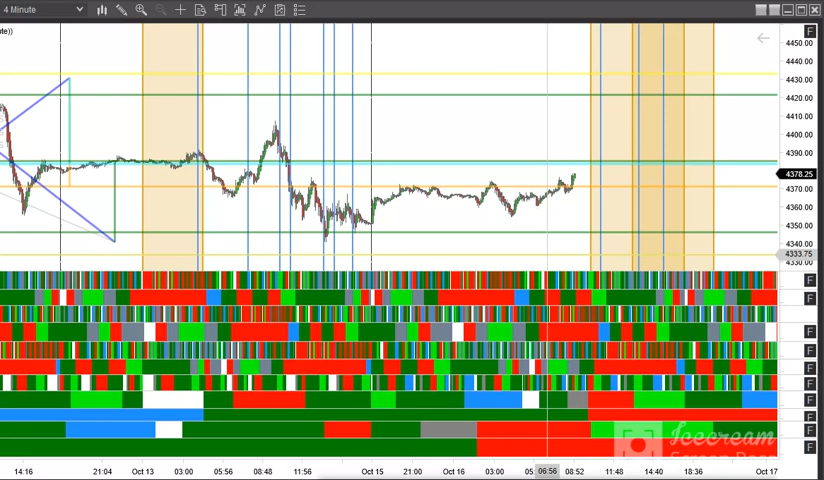 4 Minute
ute))
F
4450.00
4440.00
4430.00
4420.00
4410.00
4400.00
4390.00
4378.25
4370.00
4360.00
4350.00
4340.00
4333.75
4330.00
F
F
F
F
F
F
F
F
F
F
Icecream
14:16
21:04
Oct 13
03:00
05:56
08:48
11:56
Oct 15
21:00
Oct 16
03:00
06:56
08:52
11:48
14:40
18:36
Oct 17